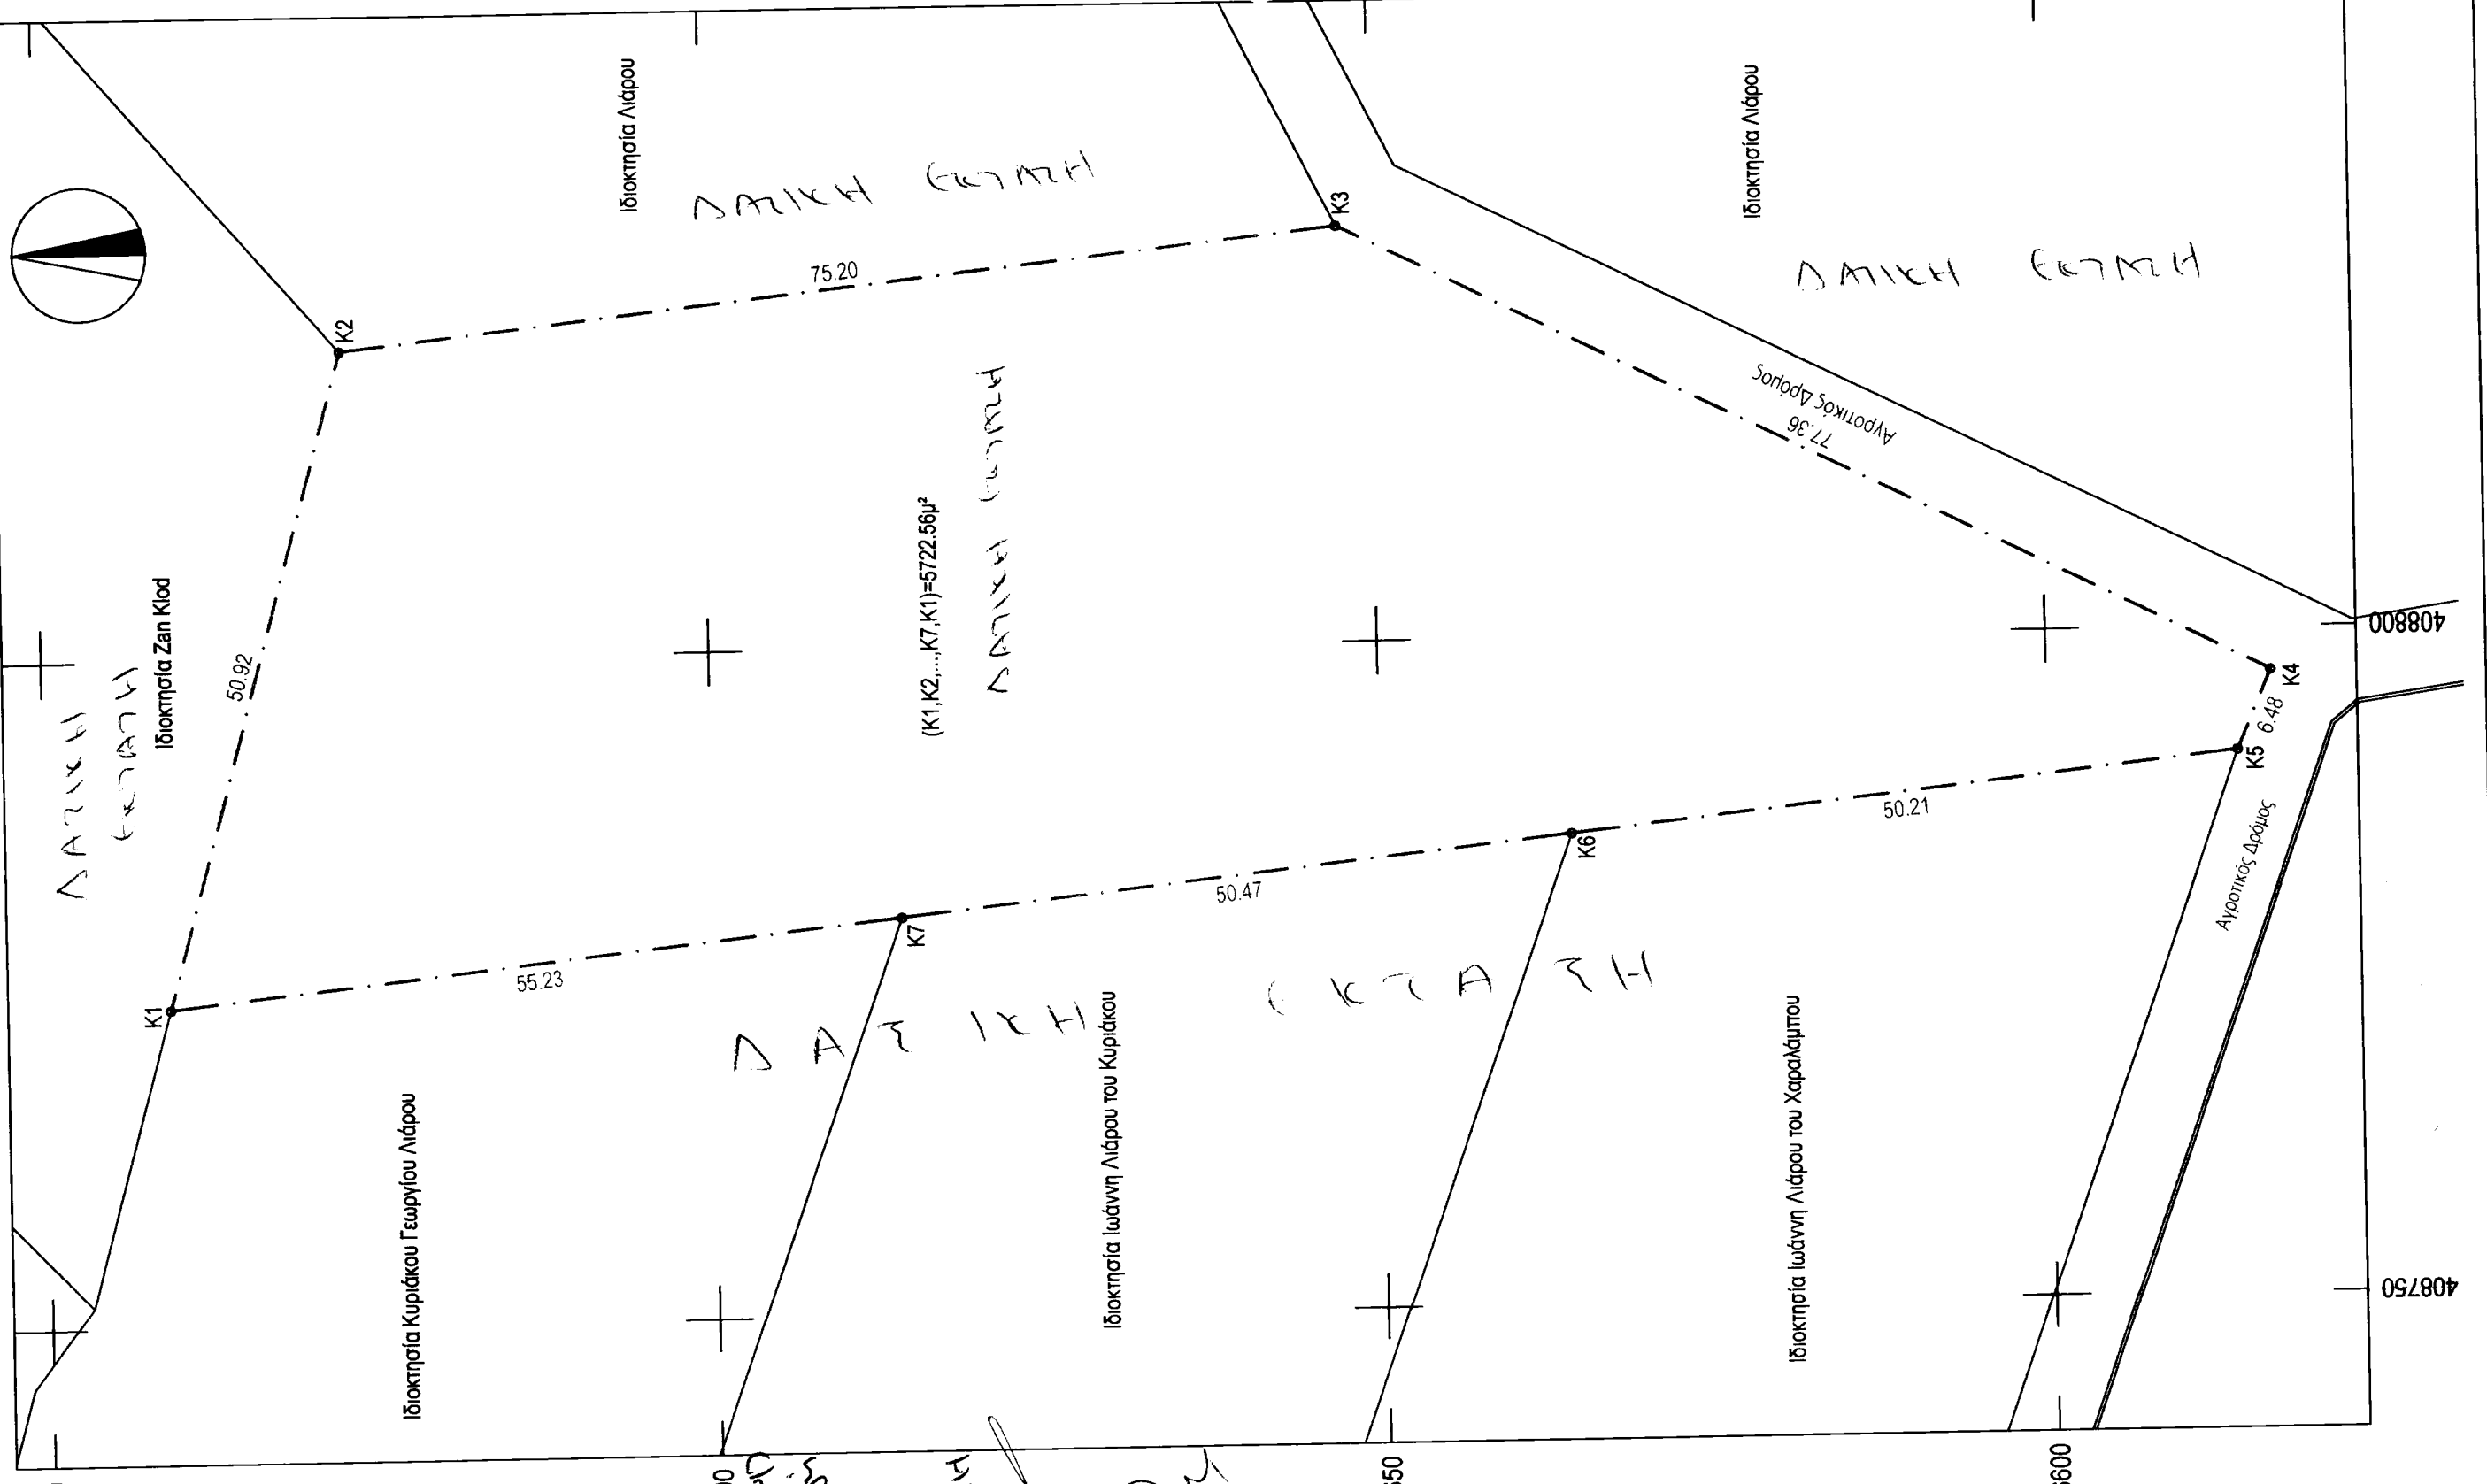 ΔΑΣΙΚΗ
ΕΚΤΑΣΗ
Ιδιοκτησία Zan Klod
K1
50.92
K2
Ιδιοκτησία Λιάρου
ΔΑΣΙΚΗ ΕΚΤΑΣΗ
75.20
K3
55.23
Ιδιοκτησία Κυριάκου Γεωργίου Λιάρου
(K1,K2,...,K7,K1)=5722.56μ²
ΔΑΣΙΚΗ ΕΚΤΑΣΗ
K7
ΔΑΣΙΚΗ ΕΚΤΑΣΗ
50.47
Ιδιοκτησία Ιωάννη Λιάρου του Κυριάκου
K6
Ιδιοκτησία Λιάρου
ΔΑΣΙΚΗ ΕΚΤΑΣΗ
Αγροτικός Δρόμος
77.36
50.21
Ιδιοκτησία Ιωάννη Λιάρου του Χαραλάμπου
K5
6.48
K4
Αγροτικός Δρόμος
408750
408800